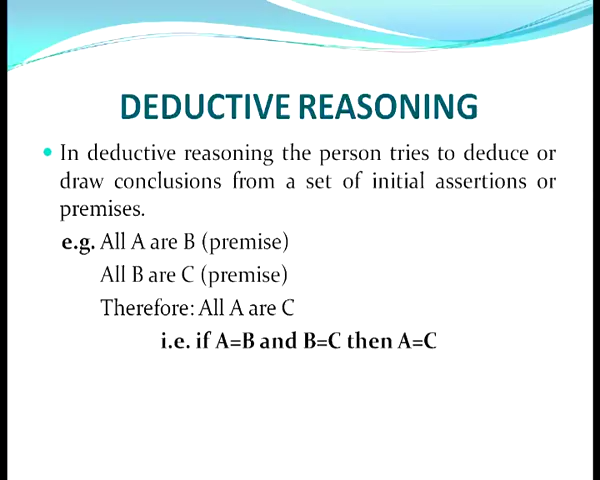 DEDUCTIVE REASONING
• In deductive reasoning the person tries to deduce or
draw conclusions from a set of initial assertions or
premises.
e.g. All A are B (premise)
All B are C (premise)
Therefore: All A are C
i.e. if A=B and B=C then A=C